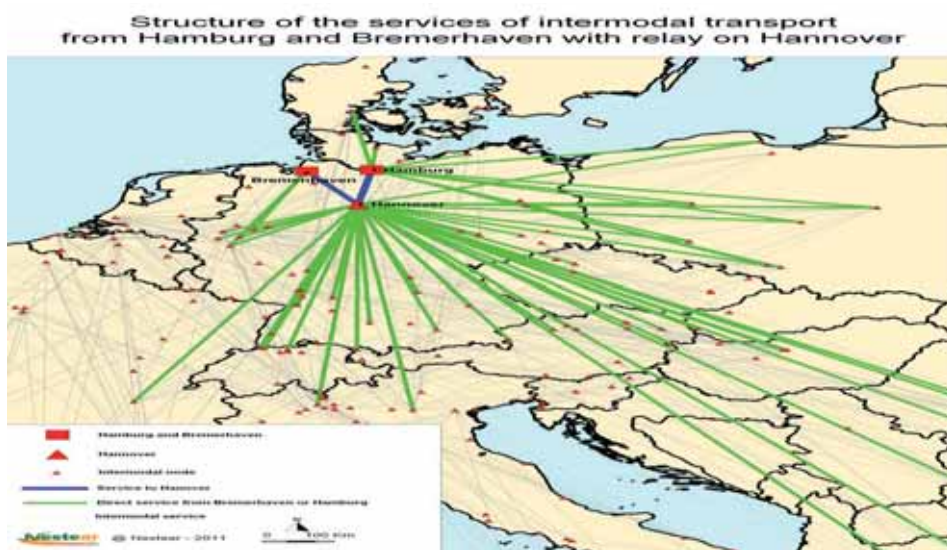 Structure of the services of intermodal transport
from Hamburg and Bremerhaven with relay on Hannover
Hamburg
Bremerhaven
Hannover
Hamburg and Bremerhaven
Hannover
Intermodal node
Service to Hanover
Direct service from Bremerhaven or Hamburg
Intermodal service
Nestear © Nestear - 2011
N
0 100 Km